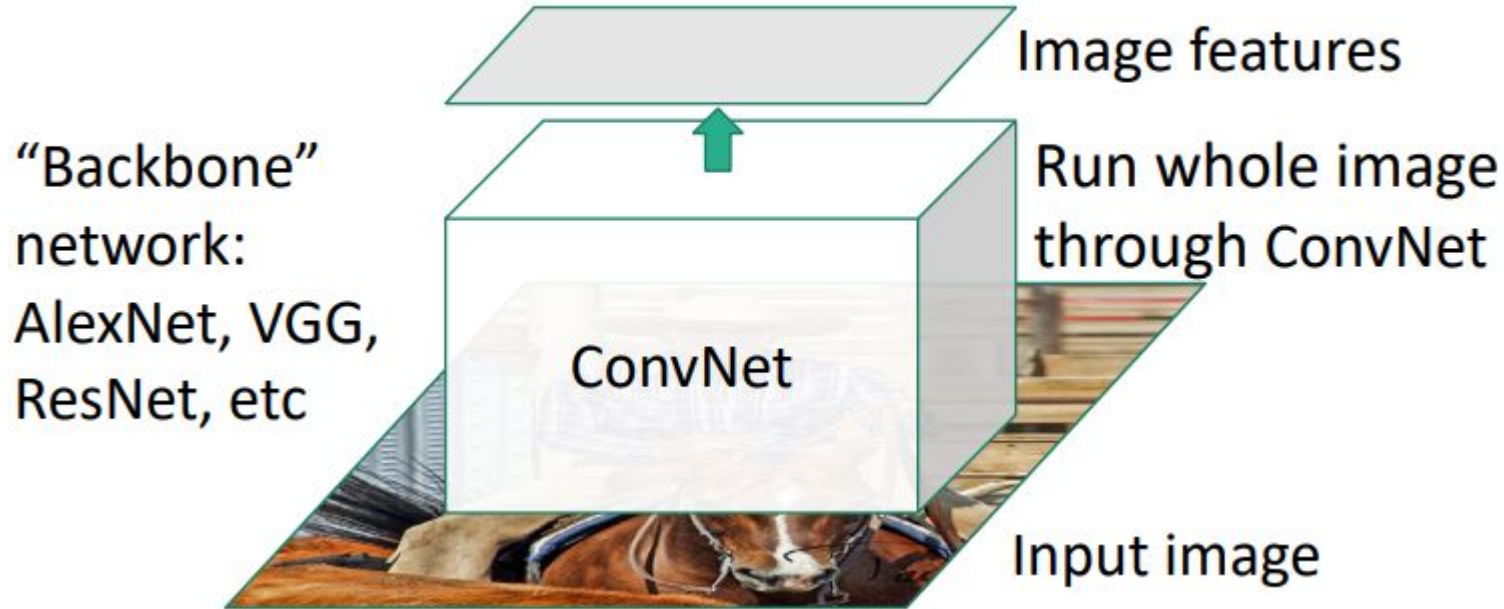 Image features
“Backbone”
network:
AlexNet, VGG,
ResNet, etc
Run whole image
through ConvNet
ConvNet
Input image